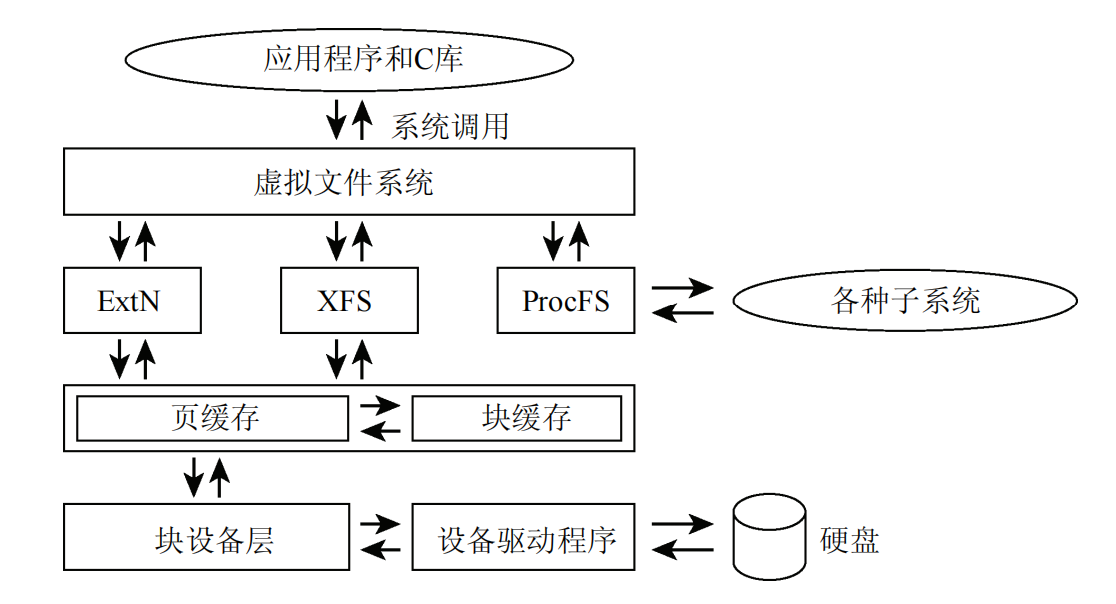 应用程序和C库
系统调用
虚拟文件系统
ExtN
XFS
ProcFS
各种子系统
页缓存
块缓存
块设备层
设备驱动程序
硬盘